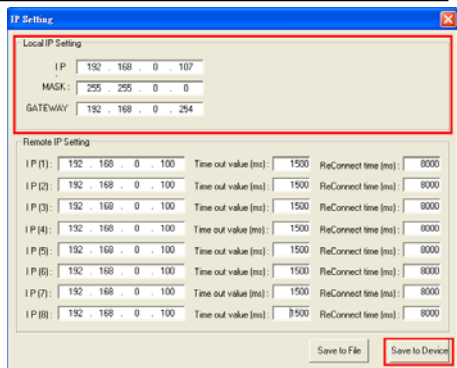 IP Setting
Local IP Setting
IP 192 . 168 . 0 . 107
MASK : 255 . 255 . 0 . 0
GATEWAY 192 . 168 . 0 . 254
Remote IP Setting
IP(1) : 192 . 168 . 0 . 100 Time out value (ms) : 1500 ReConnect time (ms) : 8000
IP(2) : 192 . 168 . 0 . 100 Time out value (ms) : 1500 ReConnect time (ms) : 8000
IP(3) : 192 . 168 . 0 . 100 Time out value (ms) : 1500 ReConnect time (ms) : 8000
IP(4) : 192 . 168 . 0 . 100 Time out value (ms) : 1500 ReConnect time (ms) : 8000
IP(5) : 192 . 168 . 0 . 100 Time out value (ms) : 1500 ReConnect time (ms) : 8000
IP(6) : 192 . 168 . 0 . 100 Time out value (ms) : 1500 ReConnect time (ms) : 8000
IP(7) : 192 . 168 . 0 . 100 Time out value (ms) : 1500 ReConnect time (ms) : 8000
IP(8) : 192 . 168 . 0 . 100 Time out value (ms) : 1500 ReConnect time (ms) : 8000
Save to File Save to Device